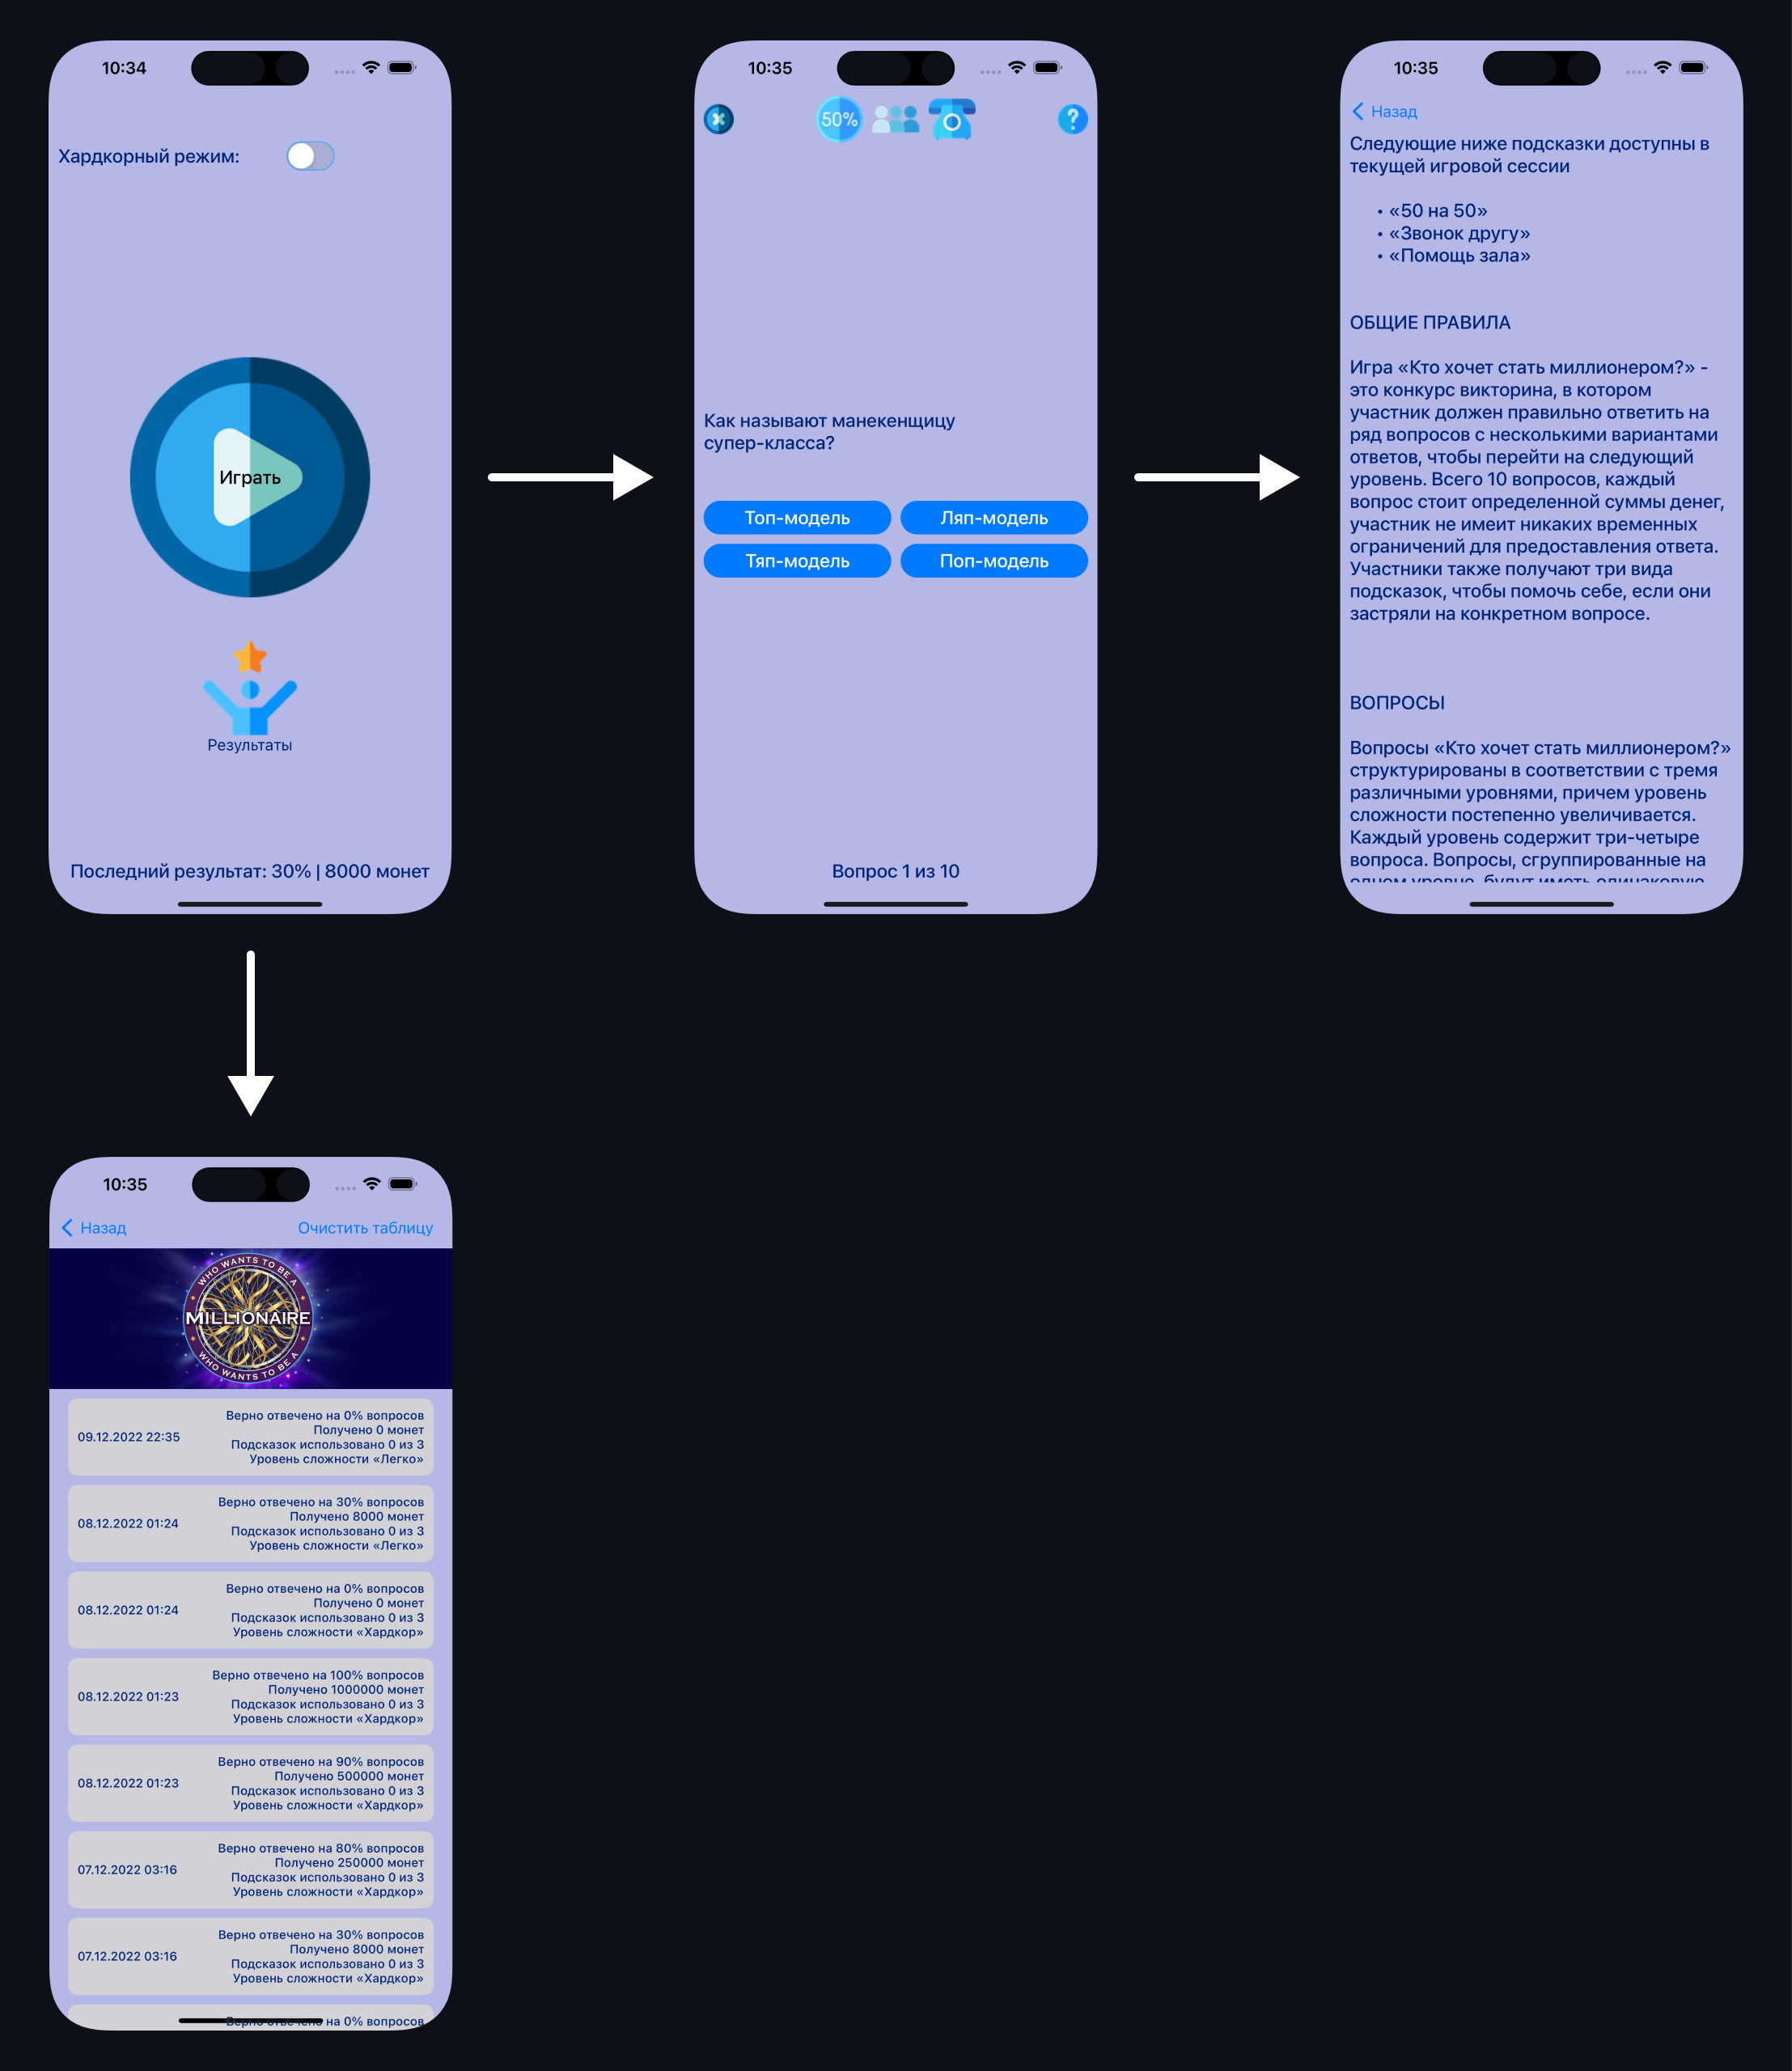 10:34
Хардкорный режим:
Играть
Результаты
Последний результат: 30% | 8000 монет
10:35
50%
?
Как называют манекенщицу
супер-класса?
Топ-модель
Ляп-модель
Тяп-модель
Поп-модель
Вопрос 1 из 10
10:35
Назад
Следующие ниже подсказки доступны в
текущей игровой сессии
• «50 на 50»
• «Звонок другу»
• «Помощь зала»
ОБЩИЕ ПРАВИЛА
Игра «Кто хочет стать миллионером?» -
это конкурс викторина, в котором
участник должен правильно ответить на
ряд вопросов с несколькими вариантами
ответов, чтобы перейти на следующий
уровень. Всего 10 вопросов, каждый
вопрос стоит определенной суммы денег,
участник не имеит никаких временных
ограничений для предоставления ответа.
Участники также получают три вида
подсказок, чтобы помочь себе, если они
застряли на конкретном вопросе.
ВОПРОСЫ
Вопросы «Кто хочет стать миллионером?»
структурированы в соответствии с тремя
различными уровнями, причем уровень
сложности постепенно увеличивается.
Каждый уровень содержит три-четыре
вопроса. Вопросы, сгруппированные на
одном уровне, будут иметь одинаковую
10:35
Назад
Очистить таблицу
WHO WANTS TO BE A
MILLIONAIRE
WHO WANTS TO BE A
09.12.2022 22:35
Верно отвечено на 0% вопросов
Получено 0 монет
Подсказок использовано 0 из 3
Уровень сложности «Легко»
08.12.2022 01:24
Верно отвечено на 30% вопросов
Получено 8000 монет
Подсказок использовано 0 из 3
Уровень сложности «Легко»
08.12.2022 01:24
Верно отвечено на 0% вопросов
Получено 0 монет
Подсказок использовано 0 из 3
Уровень сложности «Хардкор»
08.12.2022 01:23
Верно отвечено на 100% вопросов
Получено 1000000 монет
Подсказок использовано 0 из 3
Уровень сложности «Хардкор»
08.12.2022 01:23
Верно отвечено на 90% вопросов
Получено 500000 монет
Подсказок использовано 0 из 3
Уровень сложности «Хардкор»
07.12.2022 03:16
Верно отвечено на 80% вопросов
Получено 250000 монет
Подсказок использовано 0 из 3
Уровень сложности «Хардкор»
07.12.2022 03:16
Верно отвечено на 30% вопросов
Получено 8000 монет
Подсказок использовано 0 из 3
Уровень сложности «Хардкор»
Верно отвечено на 0% вопросов